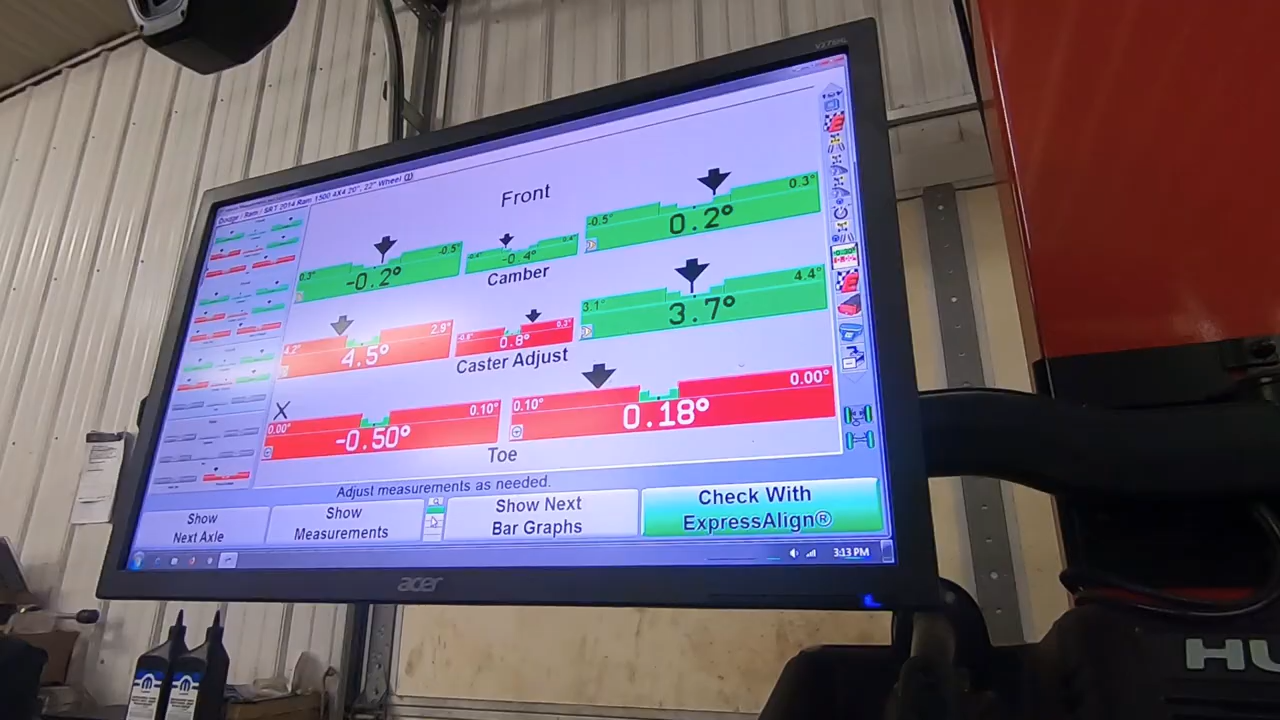 V276HL
Dodge / Ram / SRT 2014 Ram 1500 4X4 20", 22" Wheel (1)
Front
0.3° -0.2° -0.5°
-0.4° 0.4°
-0.5° 0.2° 0.3°
Camber
4.2° 4.5° 2.9°
0.8° 0.3°
3.1° 3.7° 4.4°
Caster Adjust
X
0.00° -0.50° 0.10°
0.10° 0.18° 0.00°
Toe
Adjust measurements as needed.
Show
Next Axle
Show
Measurements
Show Next
Bar Graphs
Check With
ExpressAlign®
3:13 PM
acer
HU